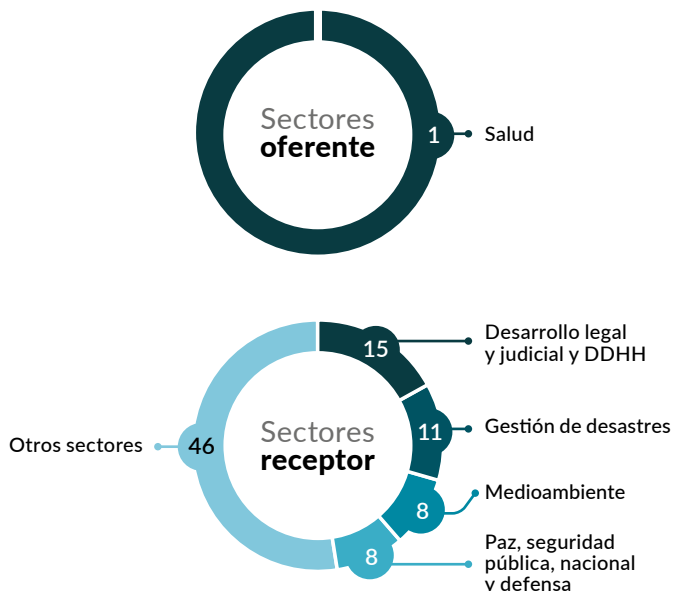 Sectores
oferente
1
Salud
Sectores
receptor
15
Desarrollo legal
y judicial y DDHH
11
Gestión de desastres
8
Medioambiente
8
Paz, seguridad
pública, nacional
y defensa
46
Otros sectores